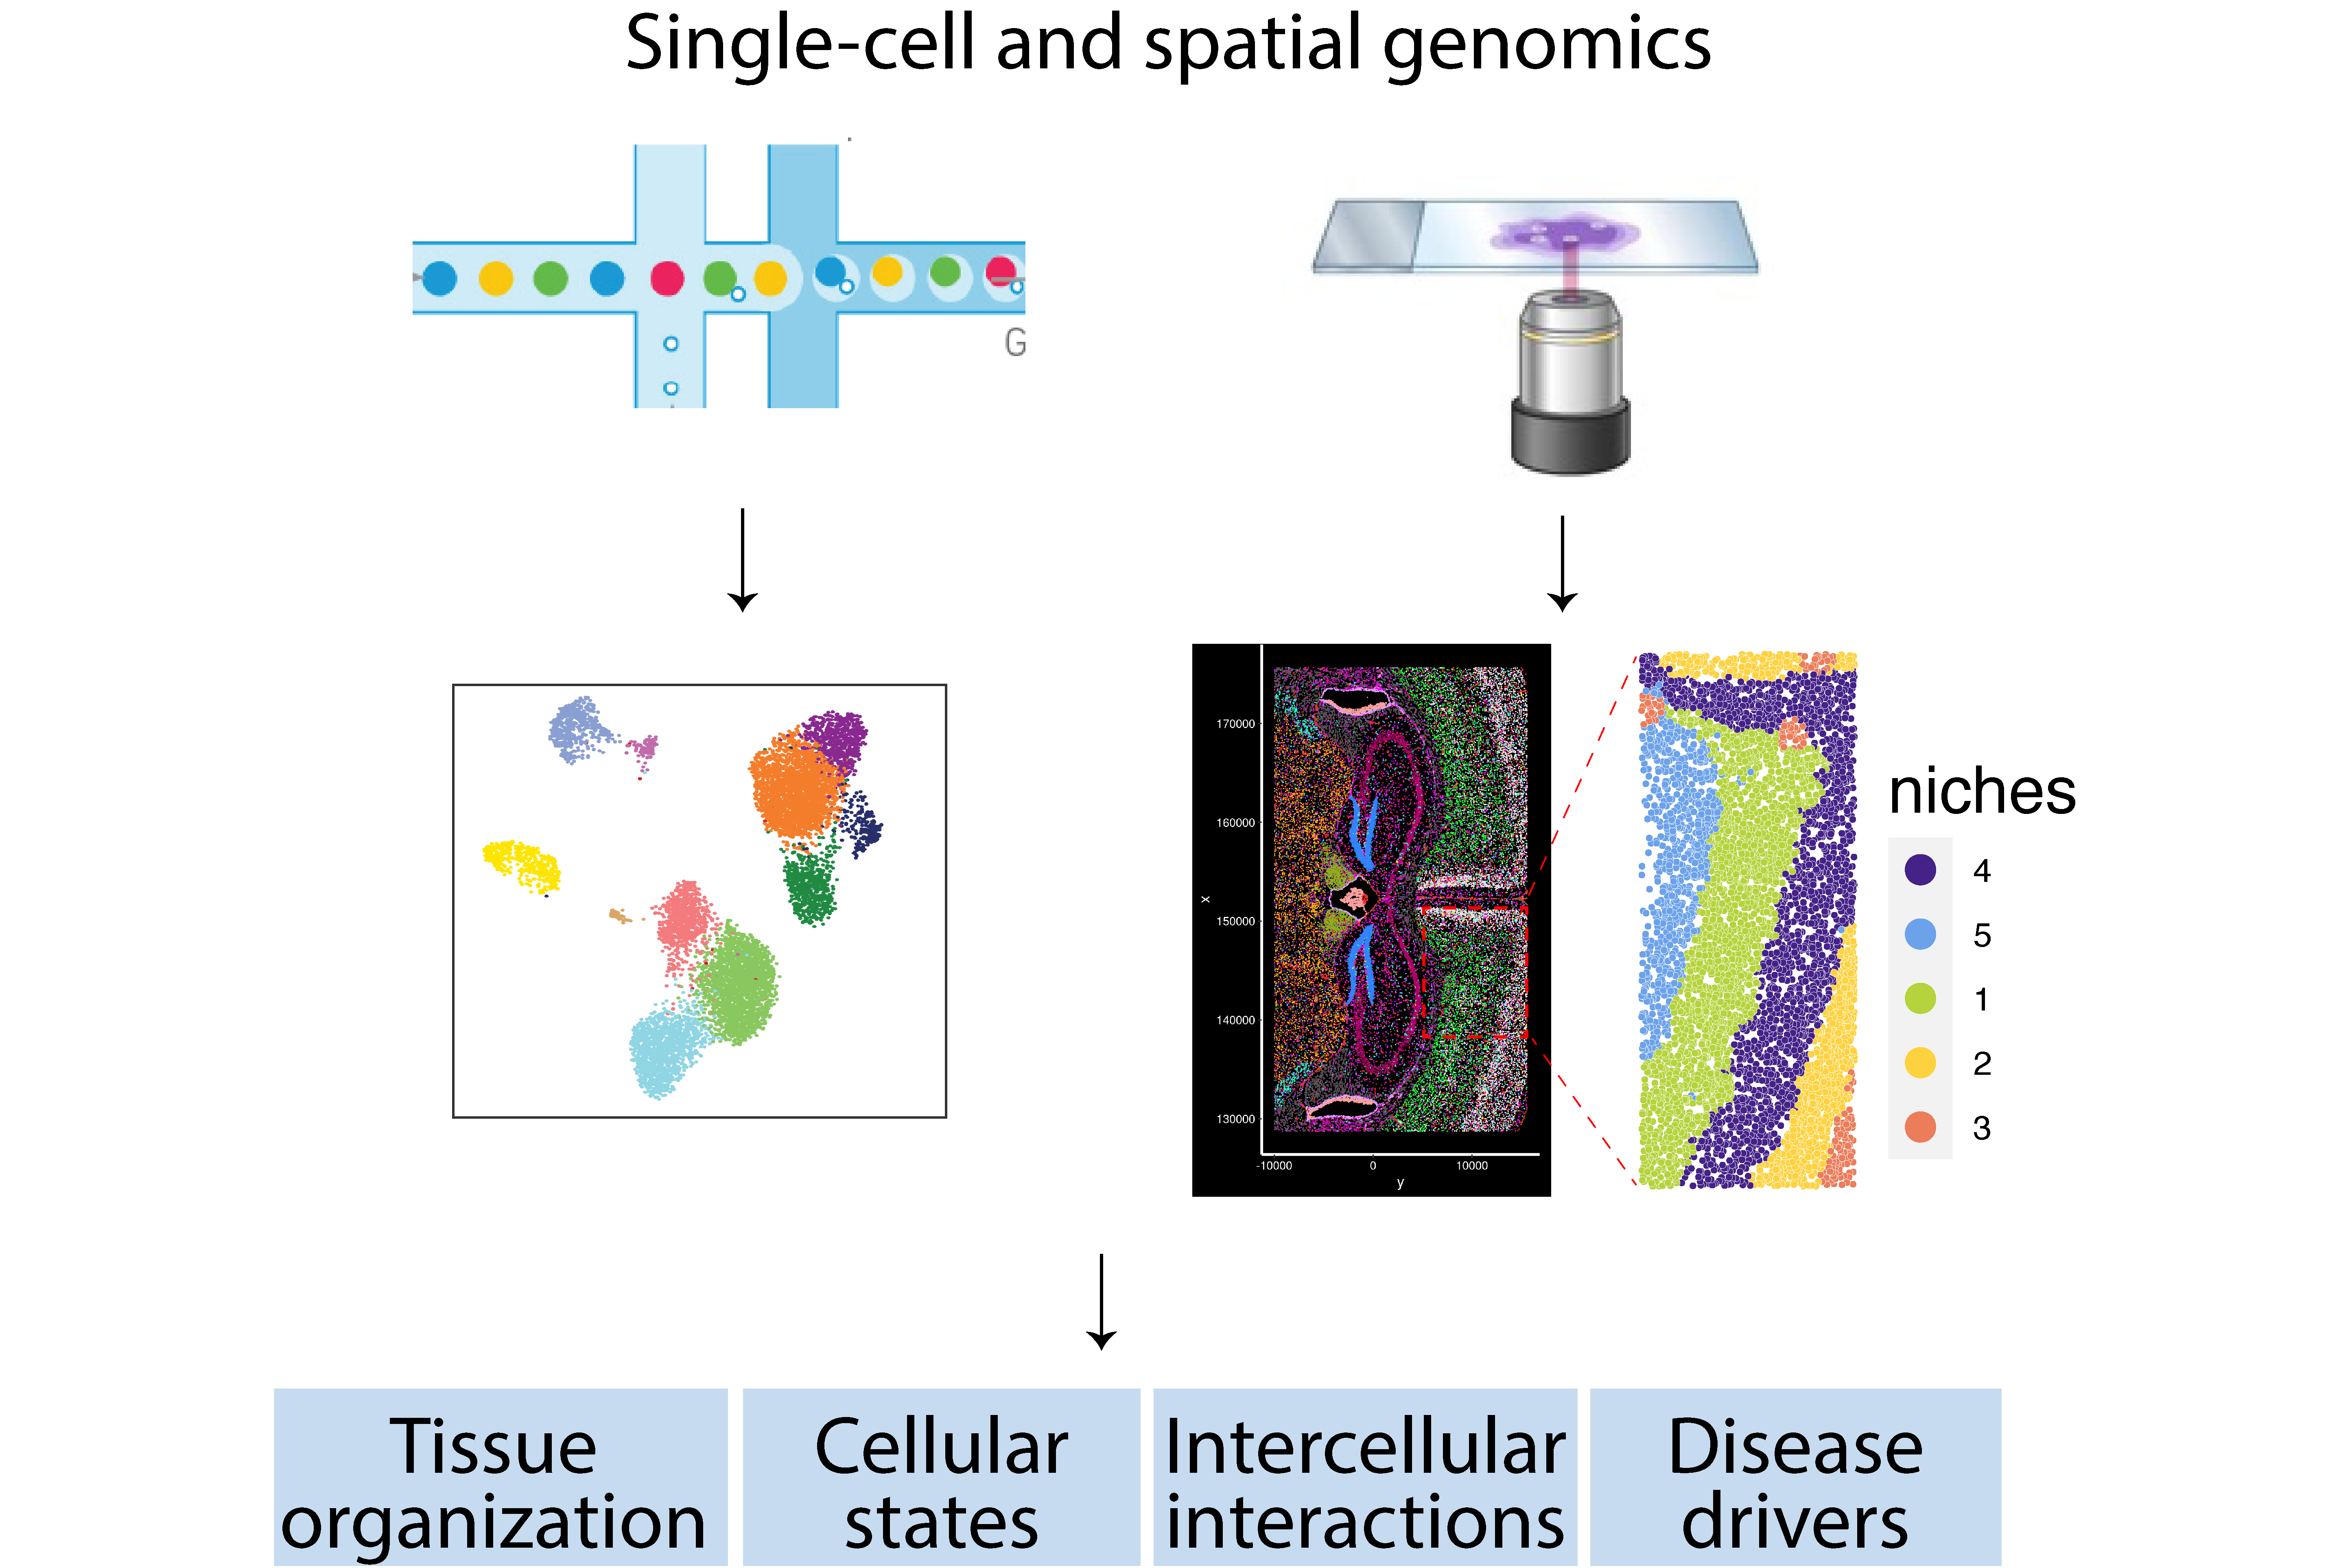 Single-cell and spatial genomics
G
170000
160000
150000
140000
130000
x
-10000 0 10000
y
niches
4
5
1
2
3
Tissue
organization
Cellular
states
Intercellular
interactions
Disease
drivers